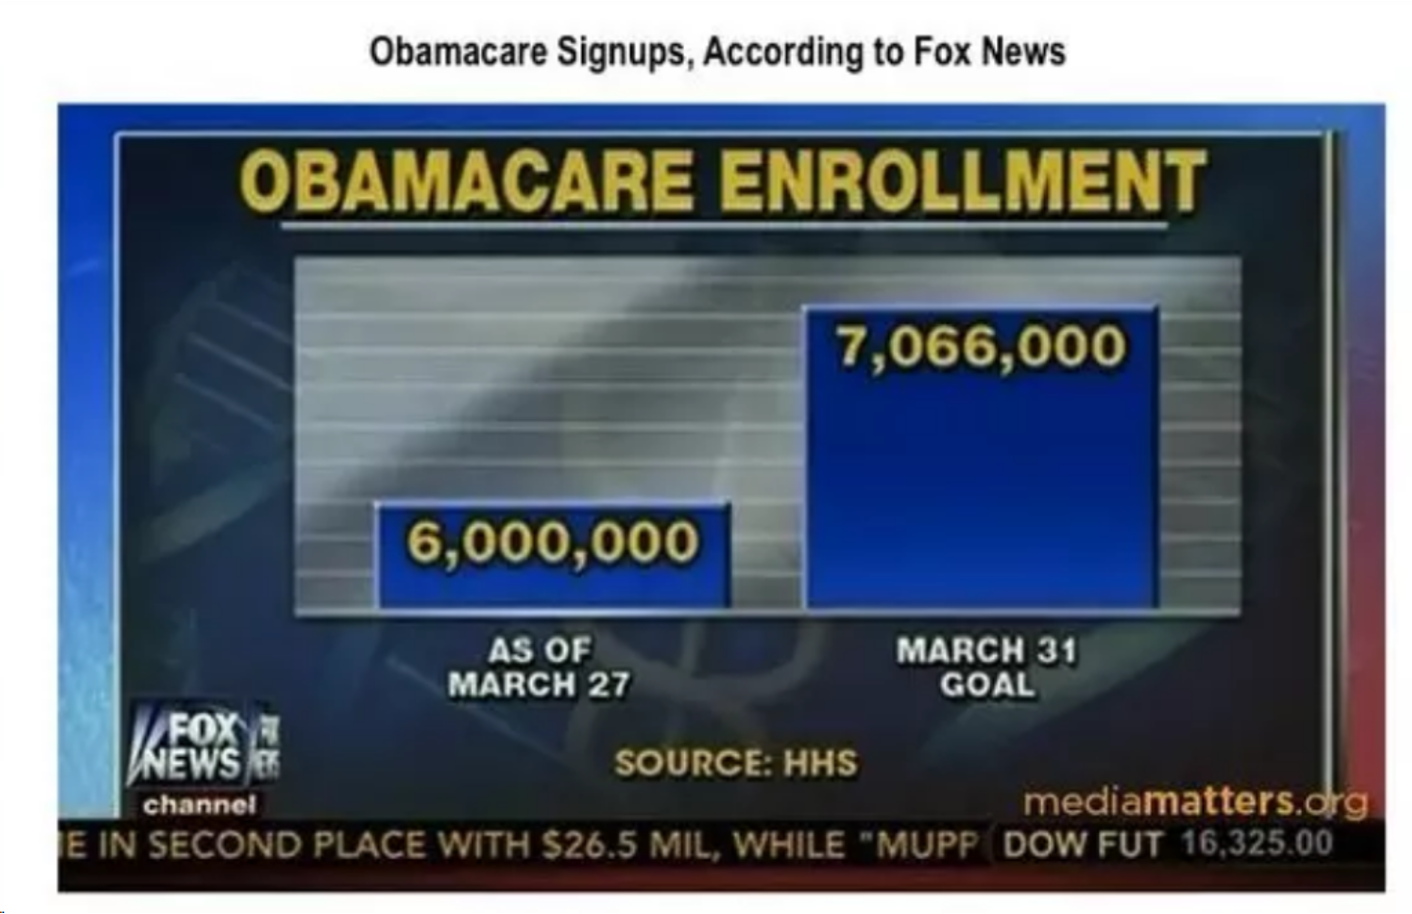 Obamacare Signups, According to Fox News
OBAMACARE ENROLLMENT
7,066,000
6,000,000
AS OF
MARCH 27
MARCH 31
GOAL
SOURCE: HHS
FOX
NEWS
channel
mediamatters.org
E IN SECOND PLACE WITH $26.5 MIL, WHILE "MUPP DOW FUT 16,325.00